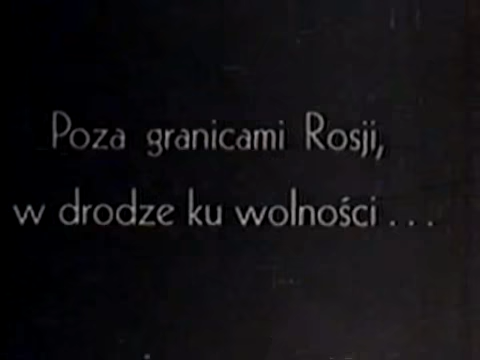 Poza granicami Rosji,
w drodze ku wolności . . .